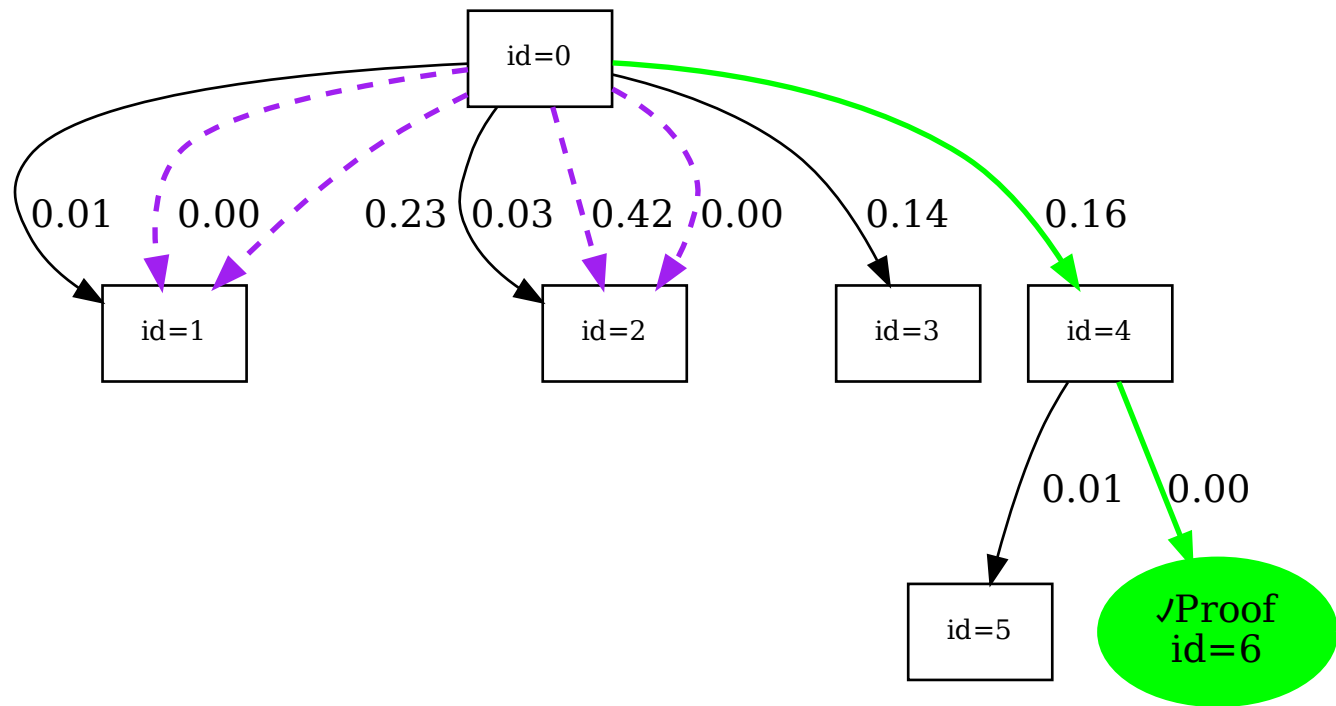 id=0
0.01
0.00
0.23
0.03
0.42
0.00
0.14
0.16
id=1
id=2
id=3
id=4
0.01
0.00
id=5
✓Proof
id=6